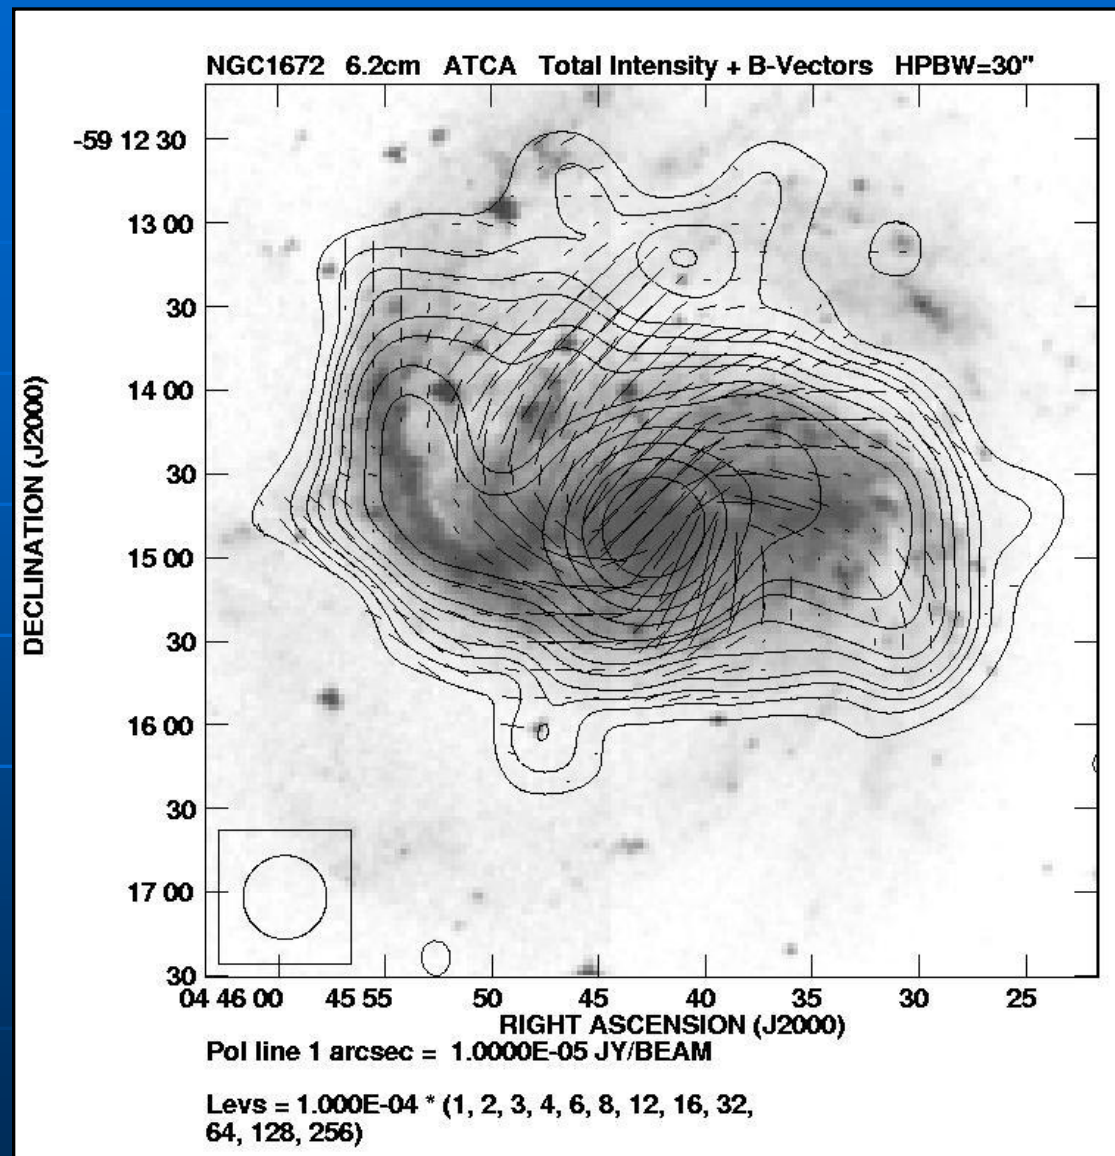 NGC1672 6.2cm ATCA Total Intensity + B-Vectors HPBW=30"
-59 12 30
13 00
30
14 00
30
15 00
30
16 00
30
17 00
30
DECLINATION (J2000)
04 46 00 45 55 50 45 40 35 30 25
RIGHT ASCENSION (J2000)
Pol line 1 arcsec = 1.0000E-05 JY/BEAM
Levs = 1.000E-04 * (1, 2, 3, 4, 6, 8, 12, 16, 32,
64, 128, 256)